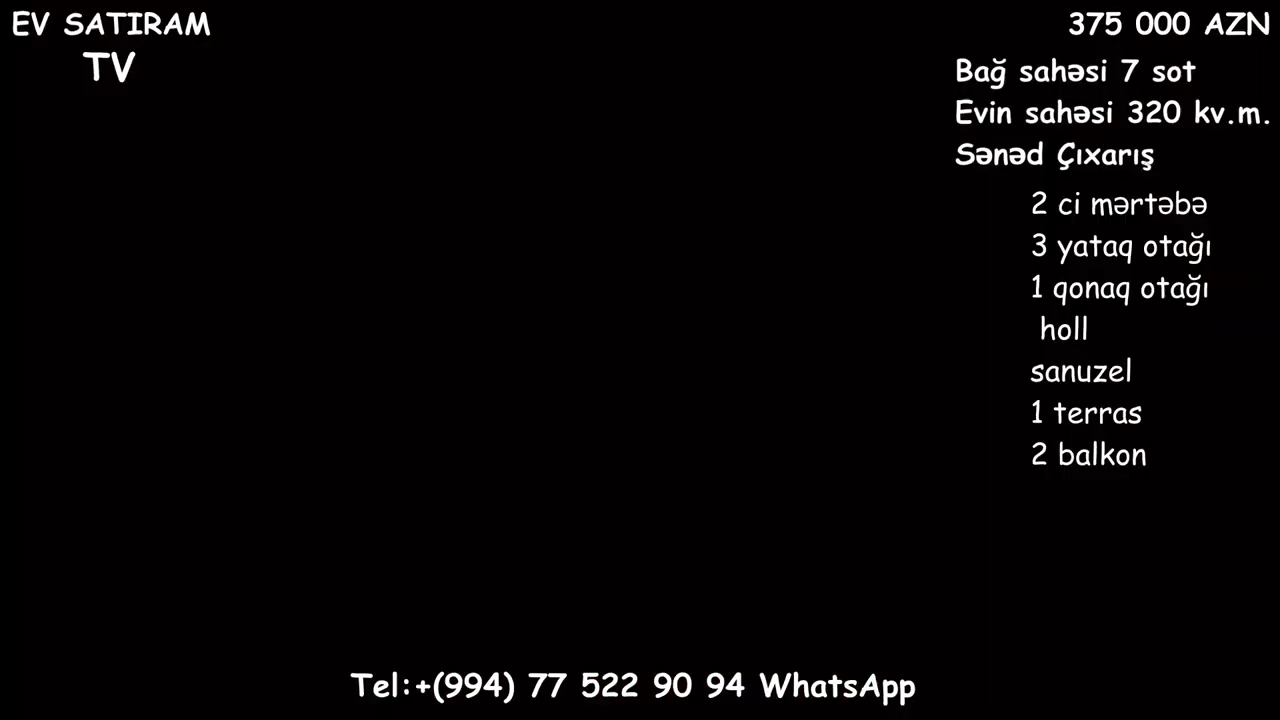 EV SATIRAM
TV
375 000 AZN
Bağ sahəsi 7 sot
Evin sahəsi 320 kv.m.
Sənəd Çıxarış
2 ci mərtəbə
3 yataq otağı
1 qonaq otağı
holl
sanuzel
1 terras
2 balkon
Tel:+(994) 77 522 90 94 WhatsApp